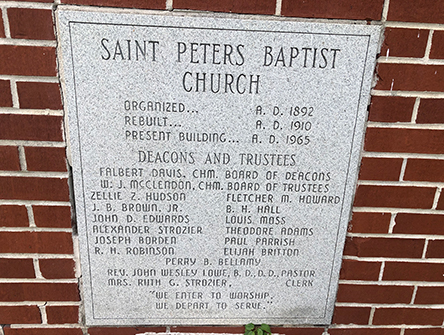 SAINT PETERS BAPTIST
CHURCH
ORGANIZED... A. D. 1892
REBUILT... A. D. 1910
PRESENT BUILDING... A. D. 1965
DEACONS AND TRUSTEES
FALBERT DAVIS, CHM. BOARD OF DEACONS
W. J. MCCLENDON, CHM. BOARD OF TRUSTEES
ZELLIE Z. HUDSON FLETCHER M. HOWARD
J. B. BROWN, JR. B. H. HALL
JOHN D. EDWARDS LOUIS MASS
ALEXANDER STROZIER THEODORE ADAMS
JOSEPH BORDEN PAUL PARRISH
R. H. ROBINSON ELIJAH BRITTON
PERRY B. BELLAMY
REV. JOHN WESLEY LOWE, B.D., D.D., PASTOR
MRS. RUTH G. STROZIER, CLERK
"WE ENTER TO WORSHIP,
WE DEPART TO SERVE."